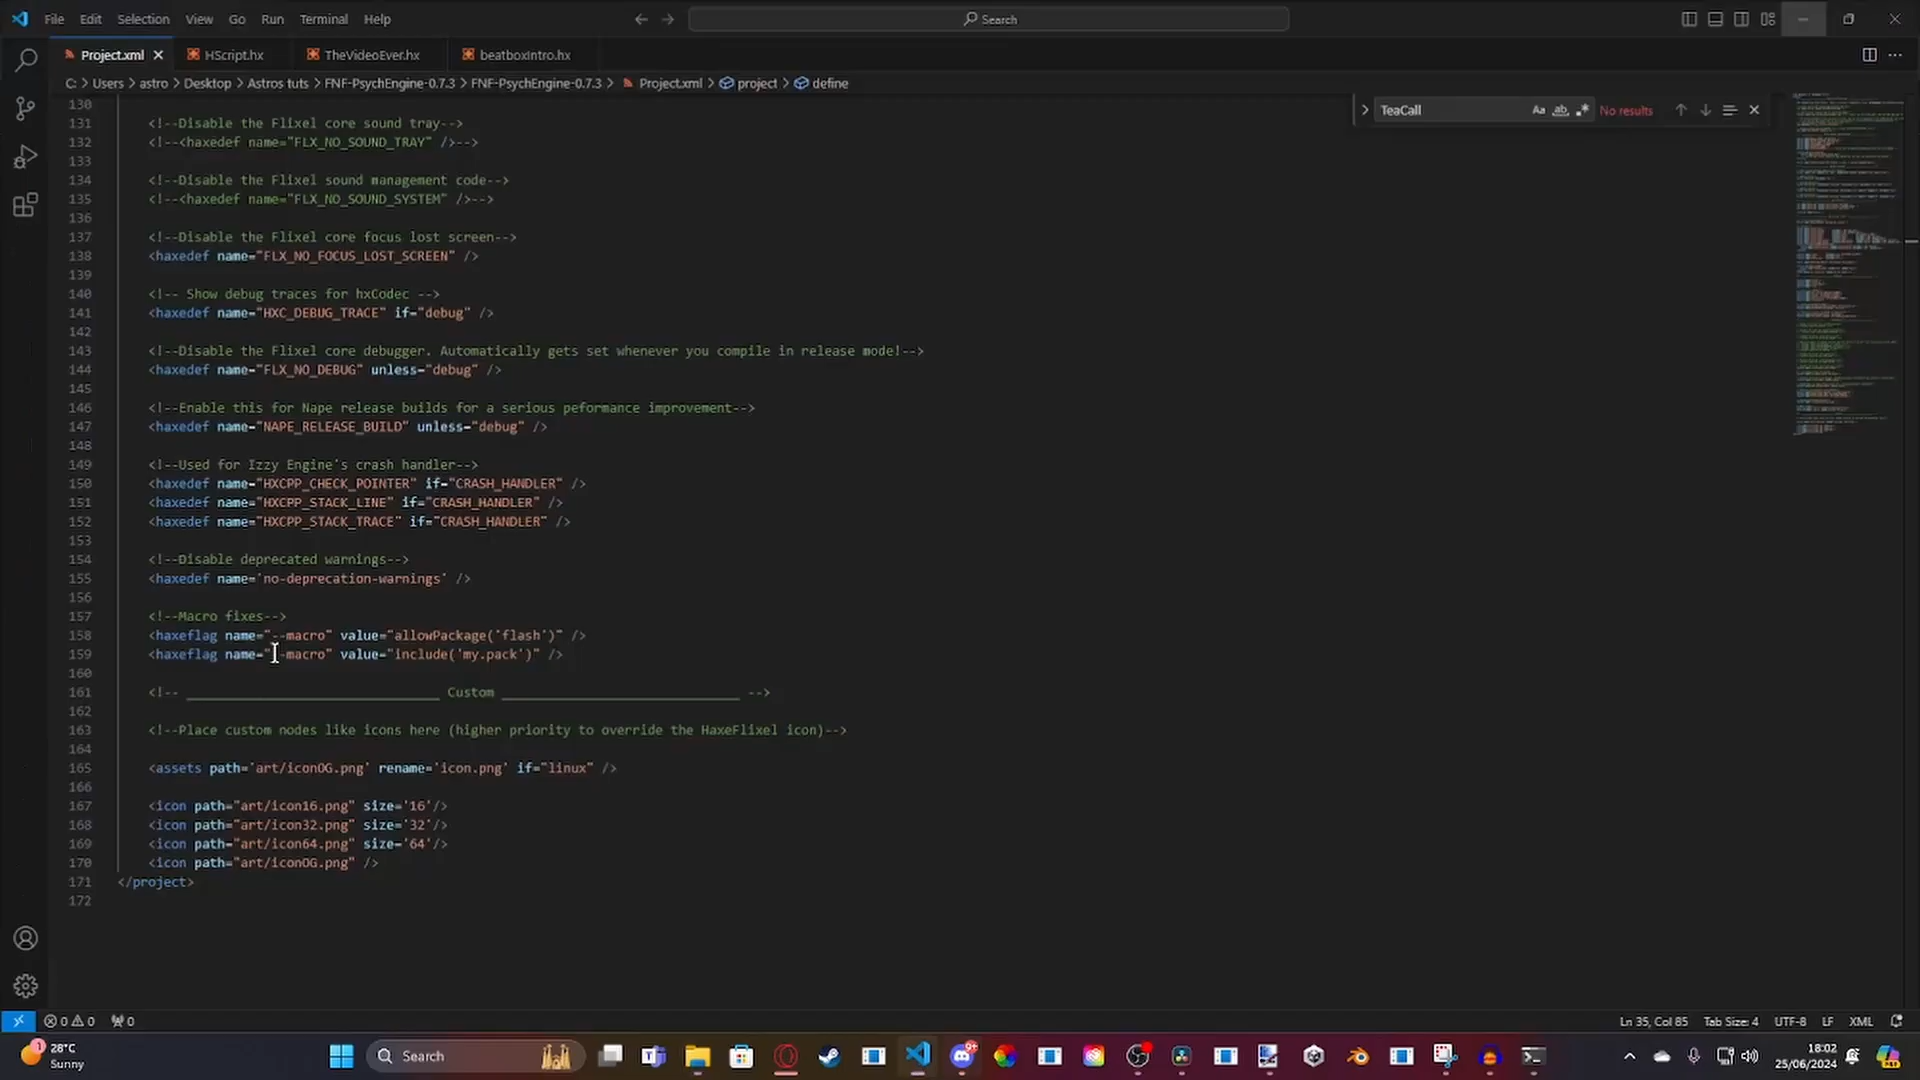 File Edit Selection View Go Run Terminal Help
Search
Project.xml HScript.hx TheVideoEver.hx beatboxIntro.hx
C: > Users > astro > Desktop > Astros tuts > FNF-PsychEngine-0.7.3 > FNF-PsychEngine-0.7.3 > Project.xml > project > define
TeaCall Aa ab No results
130
131 <!--Disable the Flixel core sound tray-->
132 <!--<haxedef name="FLX_NO_SOUND_TRAY" />-->
133
134 <!--Disable the Flixel sound management code-->
135 <!--<haxedef name="FLX_NO_SOUND_SYSTEM" />-->
136
137 <!--Disable the Flixel core focus lost screen-->
138 <haxedef name="FLX_NO_FOCUS_LOST_SCREEN" />
139
140 <!-- Show debug traces for hxCodec -->
141 <haxedef name="HXC_DEBUG_TRACE" if="debug" />
142
143 <!--Disable the Flixel core debugger. Automatically gets set whenever you compile in release mode!-->
144 <haxedef name="FLX_NO_DEBUG" unless="debug" />
145
146 <!--Enable this for Nape release builds for a serious peformance improvement-->
147 <haxedef name="NAPE_RELEASE_BUILD" unless="debug" />
148
149 <!--Used for Izzy Engine's crash handler-->
150 <haxedef name="HXCPP_CHECK_POINTER" if="CRASH_HANDLER" />
151 <haxedef name="HXCPP_STACK_LINE" if="CRASH_HANDLER" />
152 <haxedef name="HXCPP_STACK_TRACE" if="CRASH_HANDLER" />
153
154 <!--Disable deprecated warnings-->
155 <haxedef name='no-deprecation-warnings' />
156
157 <!--Macro fixes-->
158 <haxeflag name="--macro" value="allowPackage('flash')" />
159 <haxeflag name="--macro" value="include('my.pack')" />
160
161 <!-- _________________________________ Custom _______________________________ -->
162
163 <!--Place custom nodes like icons here (higher priority to override the HaxeFlixel icon)-->
164
165 <assets path='art/iconOG.png' rename='icon.png' if="linux" />
166
167 <icon path="art/icon16.png" size='16'/>
168 <icon path="art/icon32.png" size='32'/>
169 <icon path="art/icon64.png" size='64'/>
170 <icon path="art/iconOG.png" />
171 </project>
172
0 0 0 Ln 35, Col 85 Tab Size: 4 UTF-8 LF XML
28°C
Sunny
Search
18:02
25/06/2024